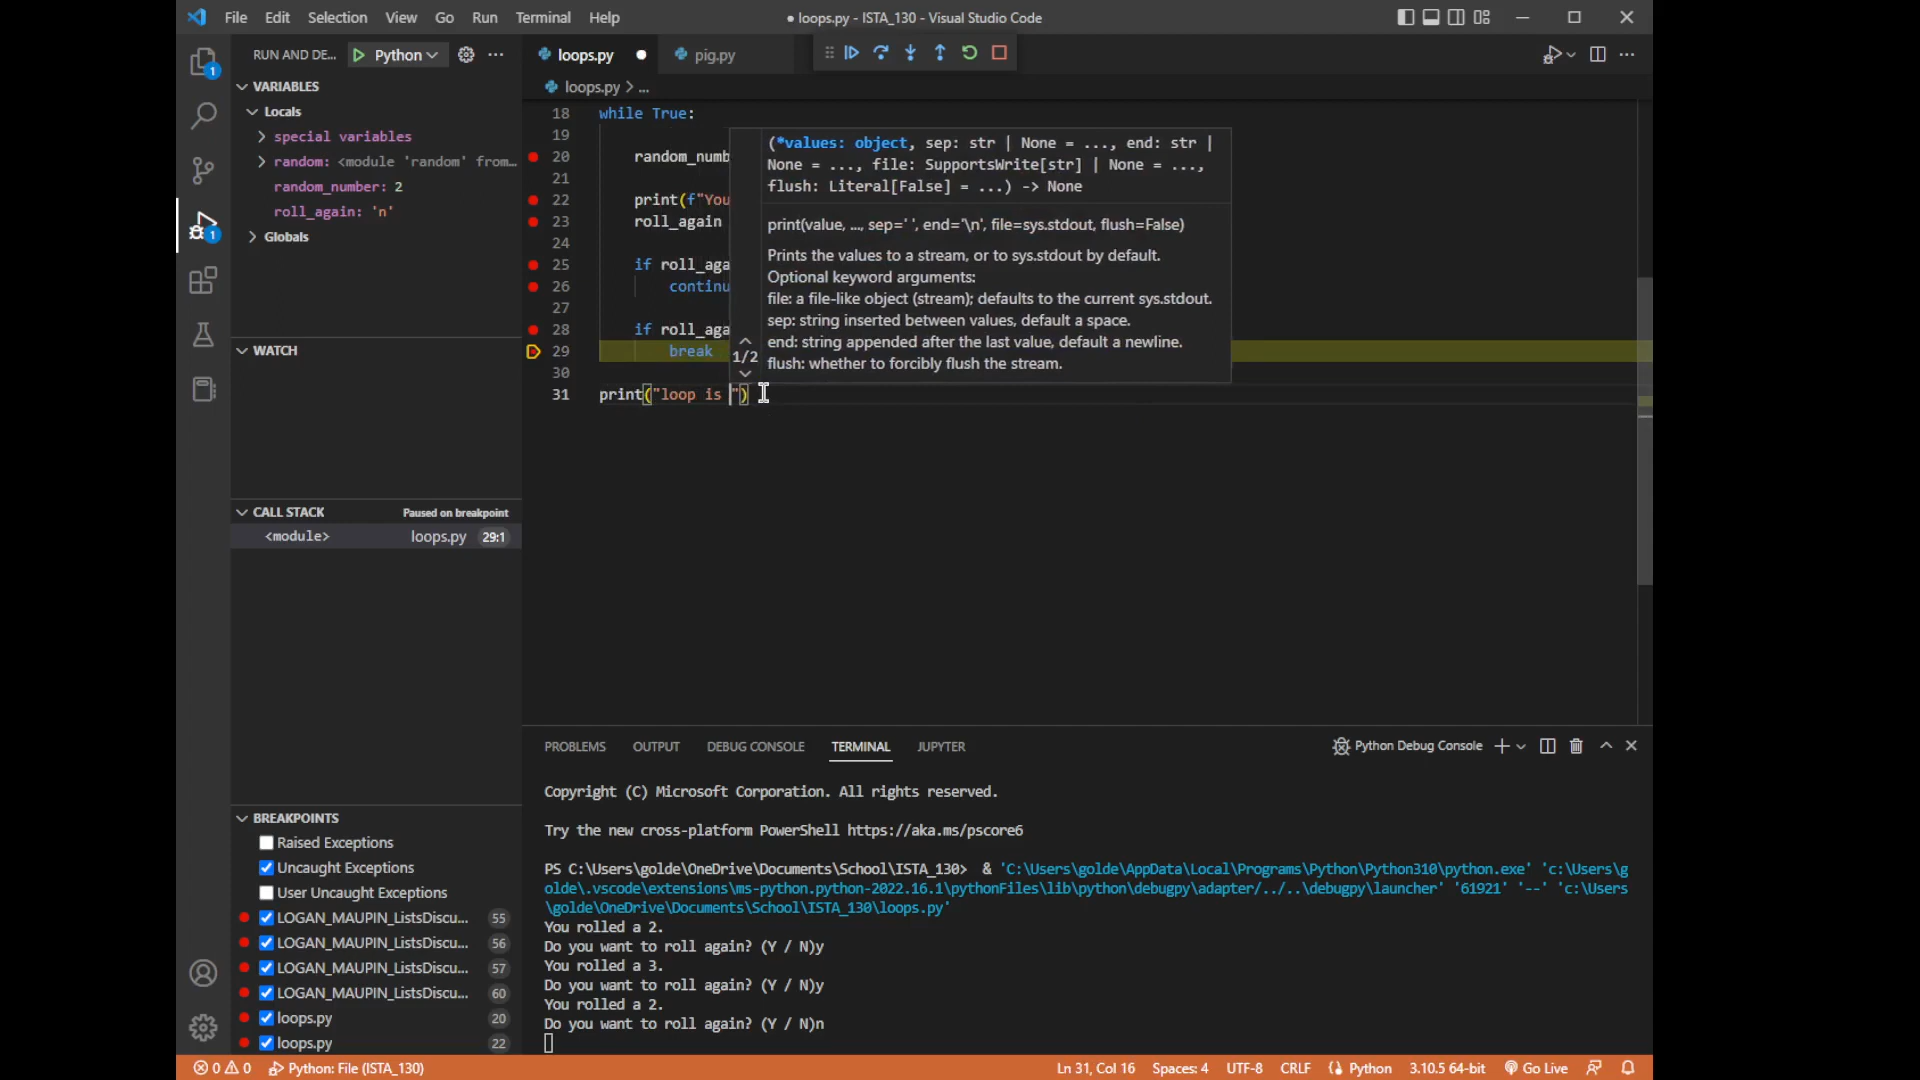 File Edit Selection View Go Run Terminal Help
● loops.py - ISTA_130 - Visual Studio Code
RUN AND DE... Python
loops.py ● pig.py
loops.py > ...
VARIABLES
Locals
special variables
random: <module 'random' from...
random_number: 2
roll_again: 'n'
Globals
WATCH
CALL STACK Paused on breakpoint
<module> loops.py 29:1
BREAKPOINTS
Raised Exceptions
Uncaught Exceptions
User Uncaught Exceptions
LOGAN_MAUPIN_ListsDiscu... 55
LOGAN_MAUPIN_ListsDiscu... 56
LOGAN_MAUPIN_ListsDiscu... 57
LOGAN_MAUPIN_ListsDiscu... 60
loops.py 20
loops.py 22
18 while True:
19
20 random_numb
21
22 print(f"You
23 roll_again
24
25 if roll_aga
26 continu
27
28 if roll_aga
29 break
30
31 print("loop is ")
(*values: object, sep: str | None = ..., end: str |
None = ..., file: SupportsWrite[str] | None = ...,
flush: Literal[False] = ...) -> None
print(value, ..., sep=' ', end='\n', file=sys.stdout, flush=False)
Prints the values to a stream, or to sys.stdout by default.
Optional keyword arguments:
file: a file-like object (stream); defaults to the current sys.stdout.
sep: string inserted between values, default a space.
end: string appended after the last value, default a newline.
flush: whether to forcibly flush the stream.
1/2
PROBLEMS OUTPUT DEBUG CONSOLE TERMINAL JUPYTER
Python Debug Console
Copyright (C) Microsoft Corporation. All rights reserved.
Try the new cross-platform PowerShell https://aka.ms/pscore6
PS C:\Users\golde\OneDrive\Documents\School\ISTA_130> & 'C:\Users\golde\AppData\Local\Programs\Python\Python310\python.exe' 'c:\Users\g
olde\.vscode\extensions\ms-python.python-2022.16.1\pythonFiles\lib\python\debugpy\adapter/../..\debugpy\launcher' '61921' '--' 'c:\Users
\golde\OneDrive\Documents\School\ISTA_130\loops.py'
You rolled a 2.
Do you want to roll again? (Y / N)y
You rolled a 3.
Do you want to roll again? (Y / N)y
You rolled a 2.
Do you want to roll again? (Y / N)n
0 0 Python: File (ISTA_130)
Ln 31, Col 16 Spaces: 4 UTF-8 CRLF Python 3.10.5 64-bit Go Live